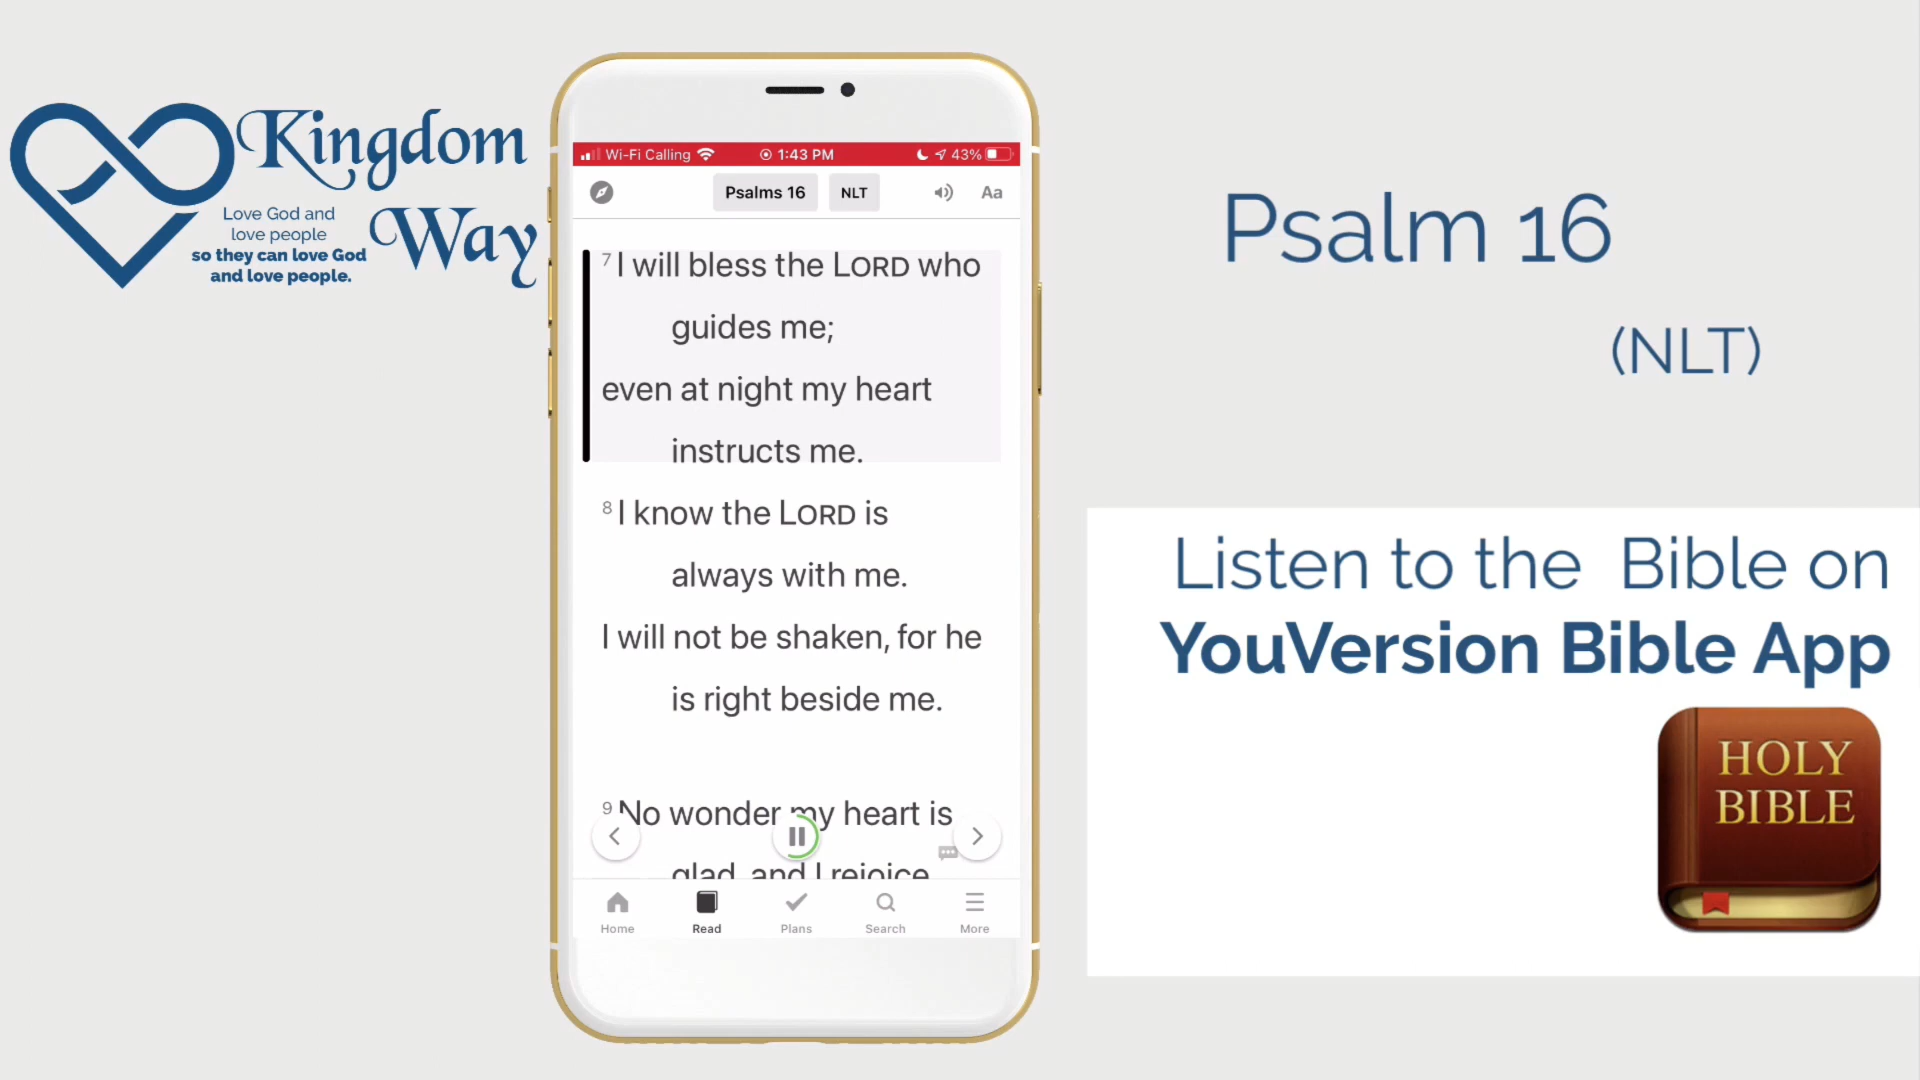 Kingdom
Way
Love God and
love people
so they can love God
and love people.
Wi-Fi Calling 1:43 PM 43%
Psalms 16 NLT Aa
7 I will bless the LORD who
guides me;
even at night my heart
instructs me.
8 I know the LORD is
always with me.
I will not be shaken, for he
is right beside me.
9 No wonder my heart is
glad, and I rejoice
Home Read Plans Search More
Psalm 16
(NLT)
Listen to the Bible on
YouVersion Bible App
HOLY
BIBLE